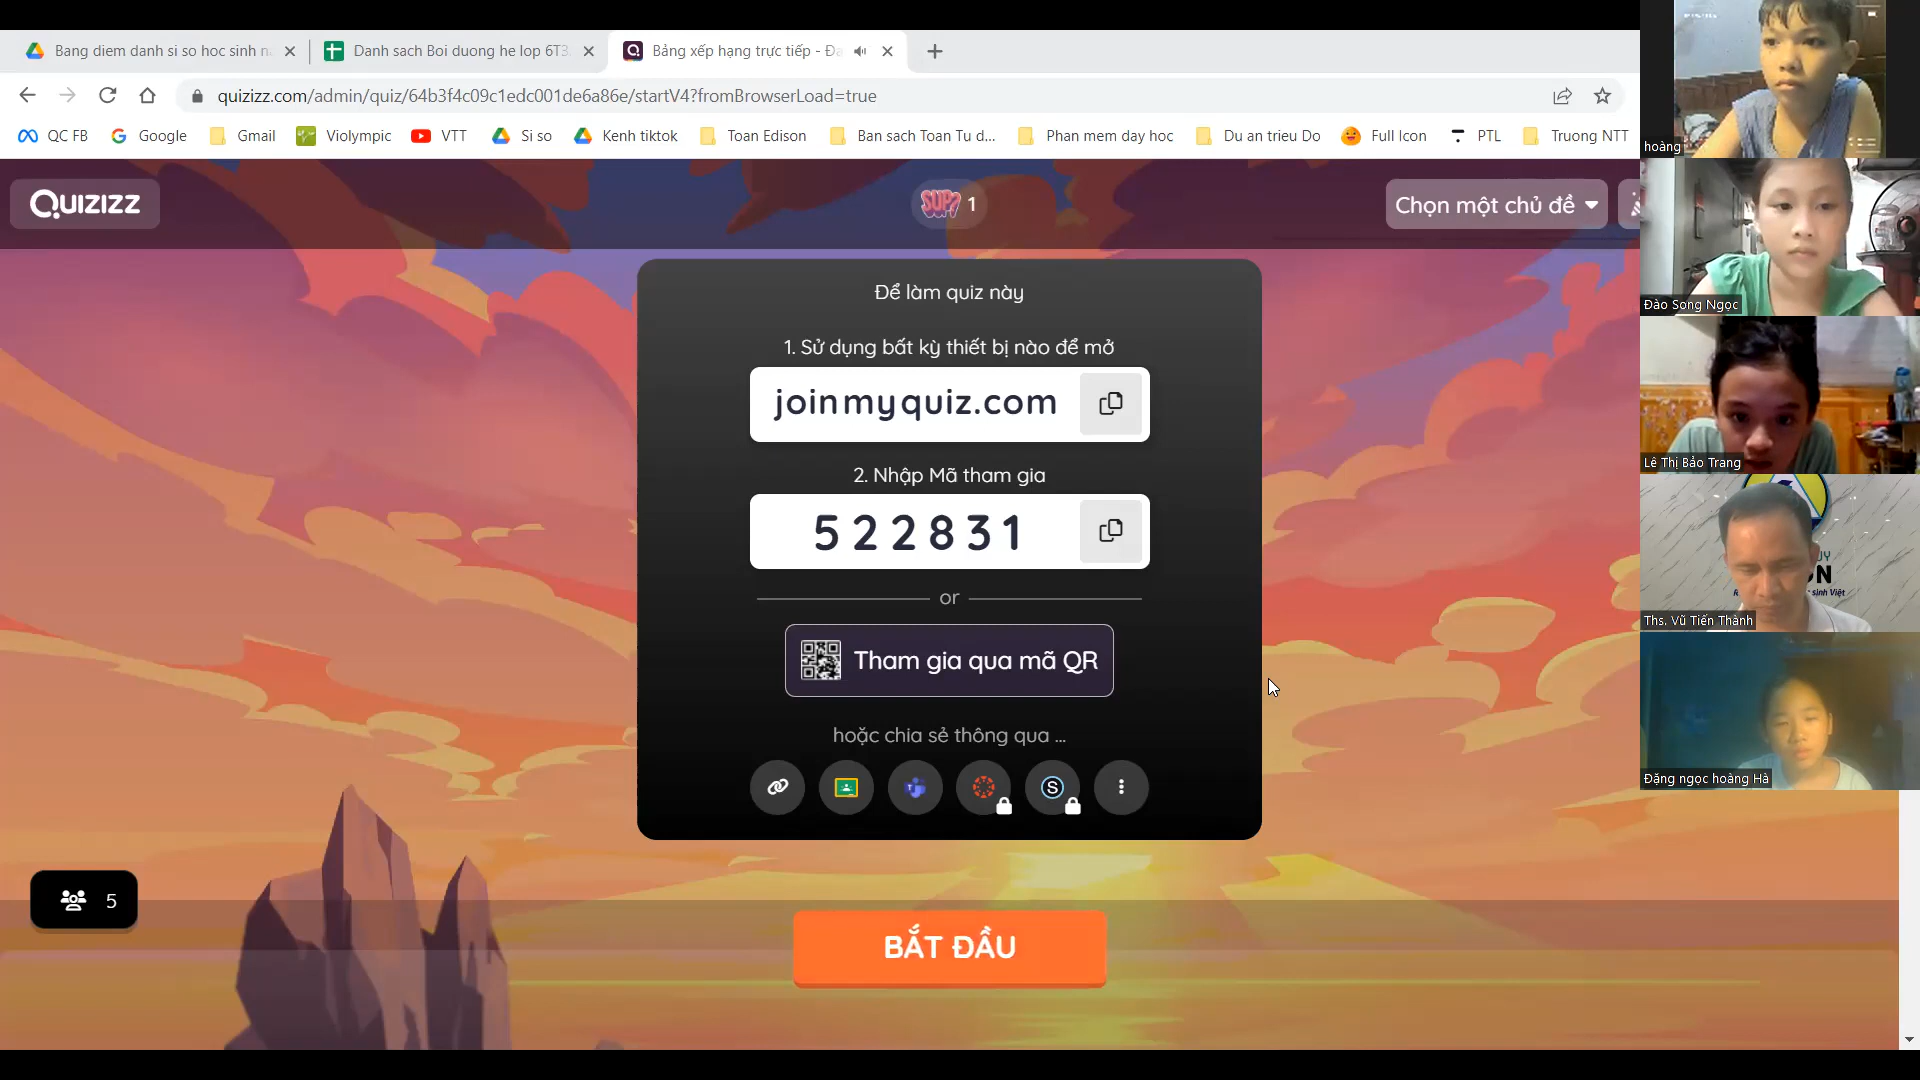 Bang diem danh si so hoc sinh n
Danh sach Boi duong he lop 6T3
Bảng xếp hạng trực tiếp - Đạ
quizizz.com/admin/quiz/64b3f4c09c1edc001de6a86e/startV4?fromBrowserLoad=true
QC FB Google Gmail Violympic VTT Si so Kenh tiktok Toan Edison Ban sach Toan Tu d... Phan mem day hoc Du an trieu Do Full Icon PTL Truong NTT
Quizizz
SUP? 1
Chọn một chủ đề
Để làm quiz này
1. Sử dụng bất kỳ thiết bị nào để mở
joinmyquiz.com
2. Nhập Mã tham gia
522831
or
Tham gia qua mã QR
hoặc chia sẻ thông qua ...
5
BẮT ĐẦU
hoàng
Đào Song Ngọc
Lê Thị Bảo Trang
sinh Việt
Ths. Vũ Tiến Thành
Đặng ngọc hoàng Hà